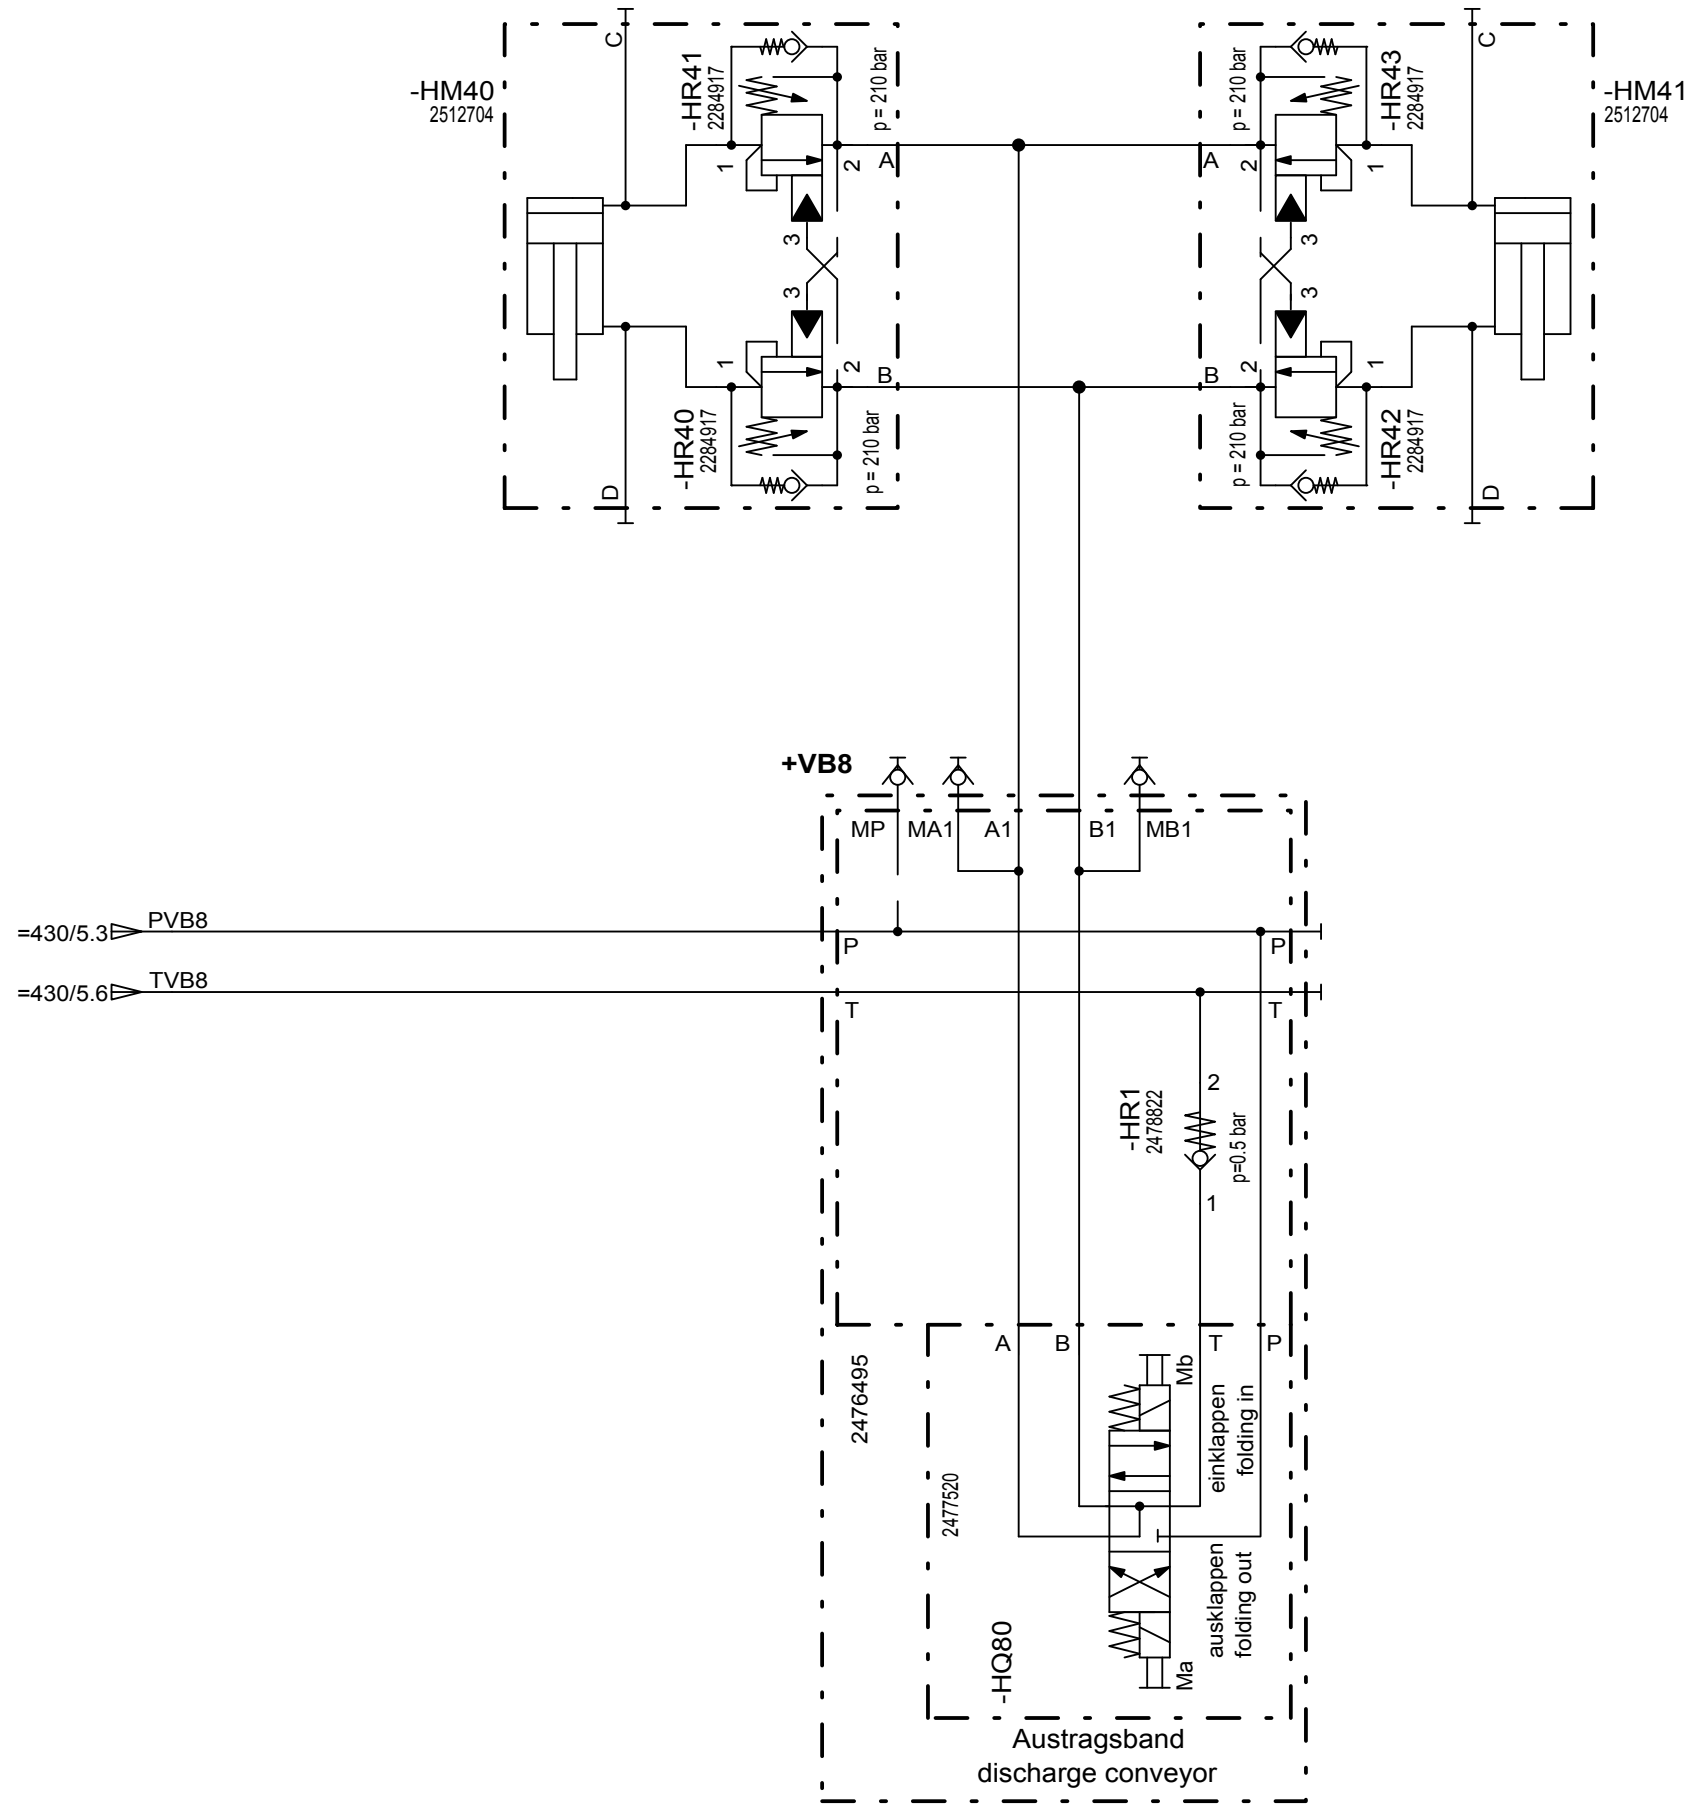 C
-HR41
2284917
p = 210 bar
-HM40
2512704
1
2
A
3
3
1
2
B
-HR40
2284917
p = 210 bar
D
C
p = 210 bar
-HR43
2284917
-HM41
2512704
A
2
1
3
3
B
2
1
p = 210 bar
-HR42
2284917
D
+VB8
MP
MA1
A1
B1
MB1
=430/5.3
PVB8
P
P
=430/5.6
TVB8
T
T
2
-HR1
2478822
p=0.5 bar
1
A
B
T
P
2476495
2477520
Mb
einklappen
folding in
ausklappen
folding out
Ma
-HQ80
Austragsband
discharge conveyor